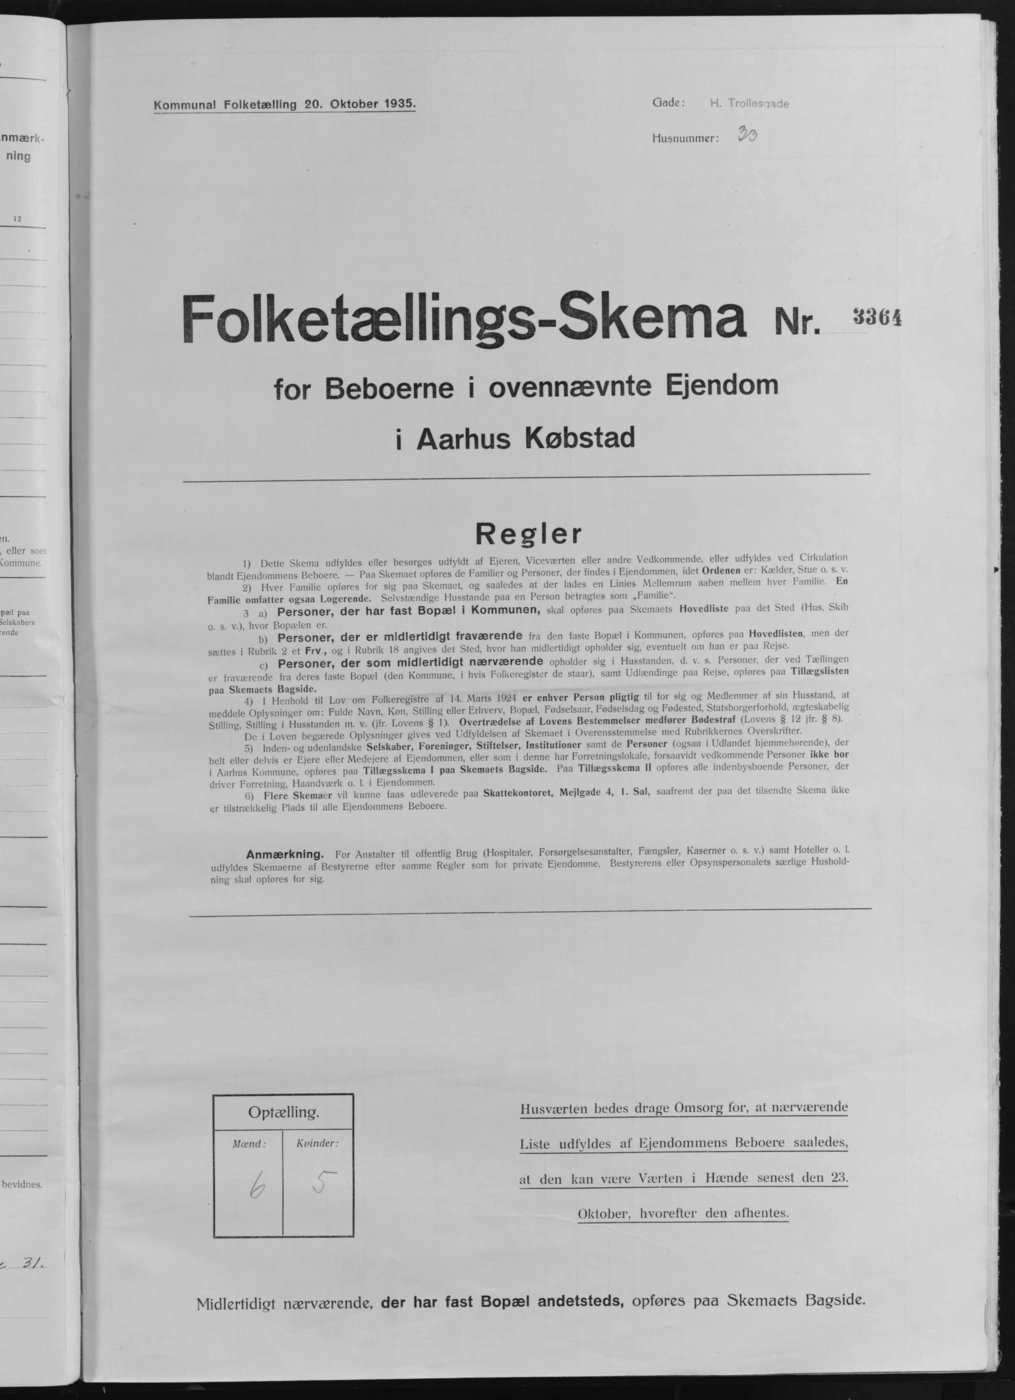 nmærk-
ning
12
en.
, eller som
Kommune.
pæl paa
Selskabers
rende
bevidnes.
31.
Kommunal Folketælling 20. Oktober 1935.
Gade: H. Trollesgade
Husnummer: 33
Folketællings-Skema Nr. 3364
for Beboerne i ovennævnte Ejendom
i Aarhus Købstad
Regler
1) Dette Skema udfyldes eller besørges udfyldt af Ejeren, Viceværten eller andre Vedkommende, eller udfyldes ved Cirkulation
blandt Ejendommens Beboere. — Paa Skemaet opføres de Familier og Personer, der findes i Ejendommen, idet Ordenen er: Kælder, Stue o. s. v.
2) Hver Familie opføres for sig paa Skemaet, og saaledes at der lades en Linies Mellemrum aaben mellem hver Familie. En
Familie omfatter ogsaa Logerende. Selvstændige Husstande paa en Person betragtes som „Familie“.
3 a) Personer, der har fast Bopæl i Kommunen, skal opføres paa Skemaets Hovedliste paa det Sted (Hus, Skib
o. s. v.), hvor Bopælen er.
b) Personer, der er midlertidigt fraværende fra den faste Bopæl i Kommunen, opføres paa Hovedlisten, men der
sættes i Rubrik 2 et Frv., og i Rubrik 18 angives det Sted, hvor han midlertidigt opholder sig, eventuelt om han er paa Rejse.
c) Personer, der som midlertidigt nærværende opholder sig i Husstanden, d. v. s. Personer, der ved Tællingen
er fraværende fra deres faste Bopæl (den Kommune, i hvis Folkeregister de staar), samt Udlændinge paa Rejse, opføres paa Tillægslisten
paa Skemaets Bagside.
4) I Henhold til Lov om Folkeregistre af 14. Marts 1924 er enhver Person pligtig til for sig og Medlemmer af sin Husstand, at
meddele Oplysninger om: Fulde Navn, Køn, Stilling eller Erhverv, Bopæl, Fødselsaar, Fødselsdag og Fødested, Statsborgerforhold, ægteskabelig
Stilling, Stilling i Husstanden m. v. (jfr. Lovens § 1). Overtrædelse af Lovens Bestemmelser medfører Bødestraf (Lovens § 12 jfr. § 8).
De i Loven begærede Oplysninger gives ved Udfyldelsen af Skemaet i Overensstemmelse med Rubrikkernes Overskrifter.
5) Inden- og udenlandske Selskaber, Foreninger, Stiftelser, Institutioner samt de Personer (ogsaa i Udlandet hjemmehørende), der
helt eller delvis er Ejere eller Medejere af Ejendommen, eller som i denne har Forretningslokale, forsaavidt vedkommende Personer ikke bor
i Aarhus Kommune, opføres paa Tillægsskema I paa Skemaets Bagside. Paa Tillægsskema II opføres alle indenbysboende Personer, der
driver Forretning, Haandværk o. l. i Ejendommen.
6) Flere Skemaer vil kunne faas udleverede paa Skattekontoret, Mejlgade 4, 1. Sal, saafremt der paa det tilsendte Skema ikke
er tilstrækkelig Plads til alle Ejendommens Beboere.
Anmærkning. For Anstalter til offentlig Brug (Hospitaler, Forsørgelsesanstalter, Fængsler, Kaserner o. s. v.) samt Hoteller o. l.
udfyldes Skemaerne af Bestyrerne efter samme Regler som for private Ejendomme. Bestyrerens eller Opsynspersonalets særlige Hushold-
ning skal opføres for sig.
Optælling.
Mænd: Kvinder:
6 5
Husværten bedes drage Omsorg for, at nærværende
Liste udfyldes af Ejendommens Beboere saaledes,
at den kan være Værten i Hænde senest den 23.
Oktober, hvorefter den afhentes.
Midlertidigt nærværende, der har fast Bopæl andetsteds, opføres paa Skemaets Bagside.